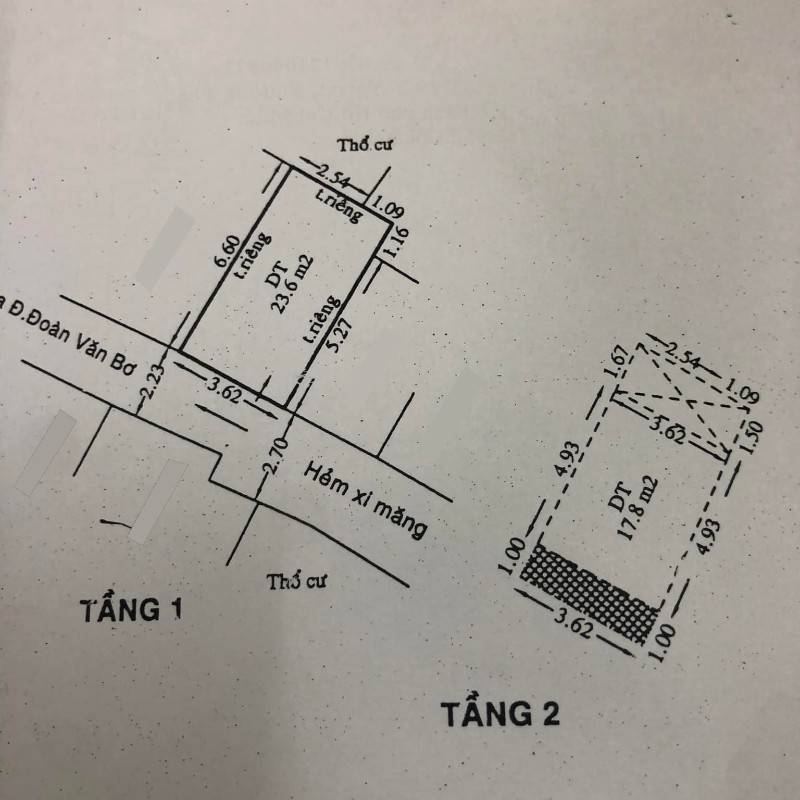 Thổ cư
2.54
1.09
t.riêng
1.16
6.60
t.riêng
DT
23.6 m2
t.riêng
5.27
Đ.Đoàn Văn Bơ
2.23
3.62
2.70
Hẻm xi măng
Thổ cư
TẦNG 1
1.67
2.54
1.09
3.62
1.50
4.93
DT
17.8 m2
4.93
1.00
3.62
1.00
TẦNG 2